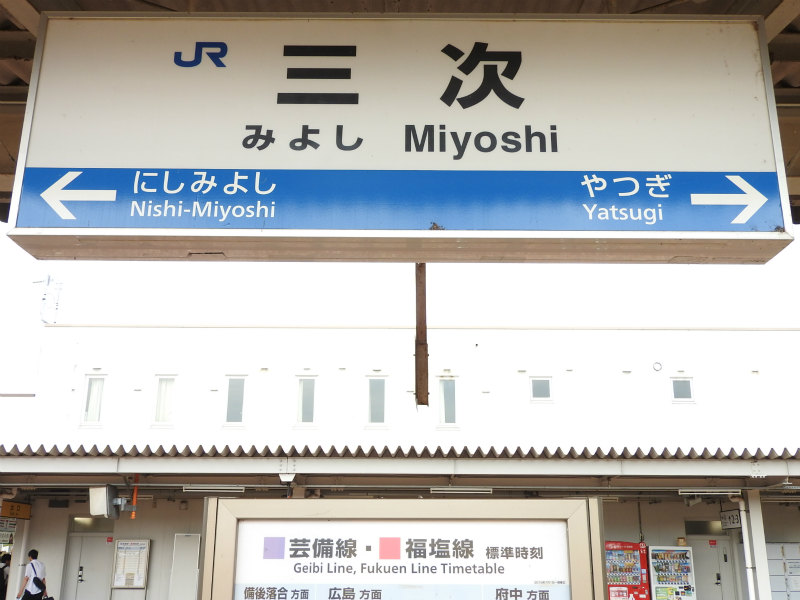 JR 三次
みよし Miyoshi
にしみよし やつぎ
Nishi-Miyoshi Yatsugi
芸備線・福塩線 標準時刻
Geibi Line, Fukuen Line Timetable
備後落合方面 広島方面 府中方面